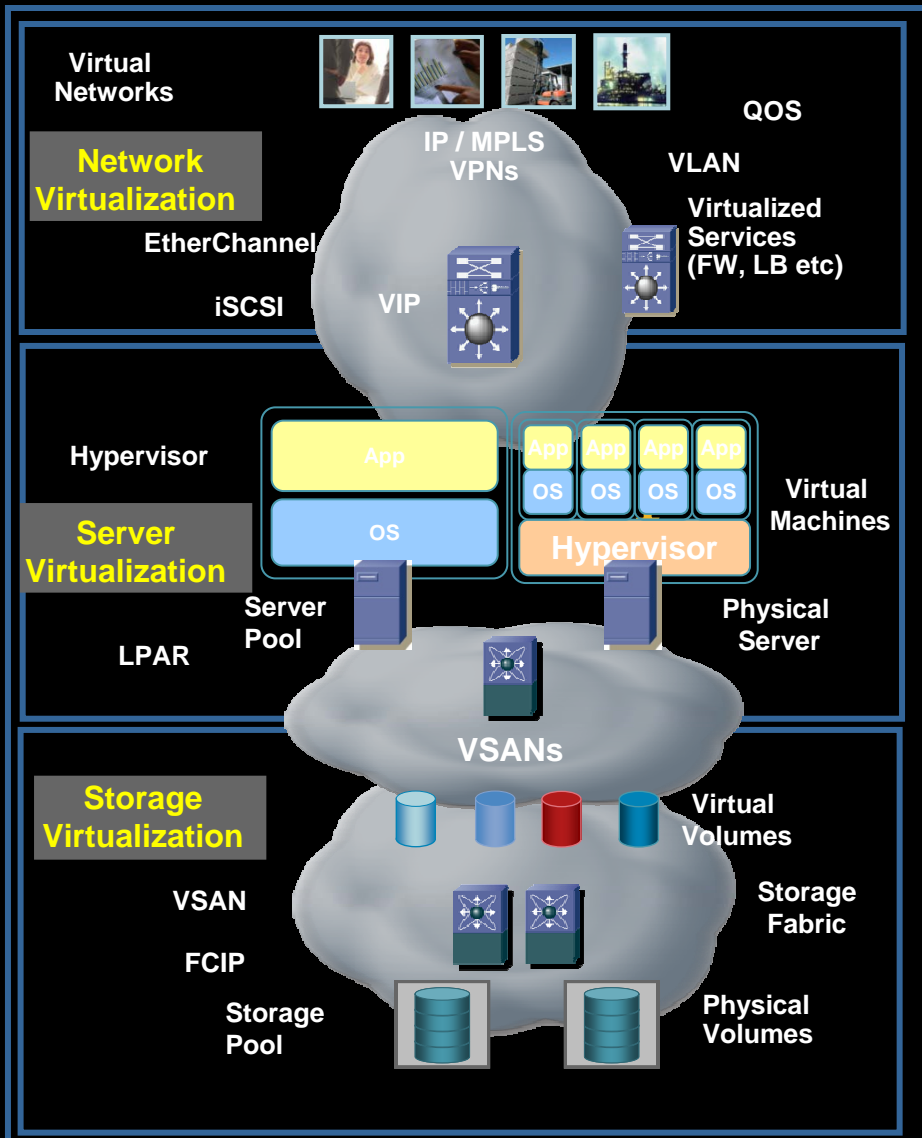 Virtual
Networks
QOS
IP / MPLS
VPNs
Network
Virtualization
VLAN
Virtualized
Services
(FW, LB etc)
EtherChannel
iSCSI
VIP
Hypervisor
App
OS
App
App
App
App
OS
OS
OS
OS
Hypervisor
Virtual
Machines
Server
Virtualization
Server
Pool
Physical
Server
LPAR
VSANs
Storage
Virtualization
Virtual
Volumes
VSAN
Storage
Fabric
FCIP
Storage
Pool
Physical
Volumes